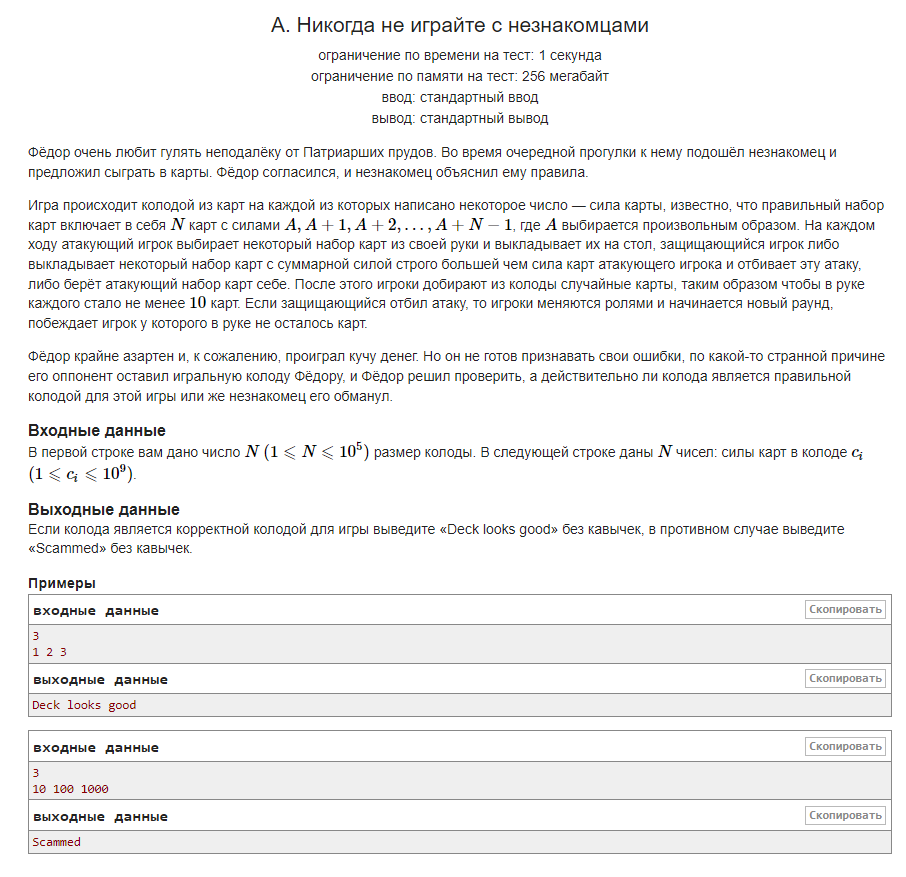 А. Никогда не играйте с незнакомцами
ограничение по времени на тест: 1 секунда
ограничение по памяти на тест: 256 мегабайт
ввод: стандартный ввод
вывод: стандартный вывод
Фёдор очень любит гулять неподалёку от Патриарших прудов. Во время очередной прогулки к нему подошёл незнакомец и
предложил сыграть в карты. Фёдор согласился, и незнакомец объяснил ему правила.
Игра происходит колодой из карт на каждой из которых написано некоторое число — сила карты, известно, что правильный набор
карт включает в себя N карт с силами A, A + 1, A + 2, ..., A + N − 1, где A выбирается произвольным образом. На каждом
ходу атакующий игрок выбирает некоторый набор карт из своей руки и выкладывает их на стол, защищающийся игрок либо
выкладывает некоторый набор карт с суммарной силой строго большей чем сила карт атакующего игрока и отбивает эту атаку,
либо берёт атакующий набор карт себе. После этого игроки добирают из колоды случайные карты, таким образом чтобы в руке
каждого стало не менее 10 карт. Если защищающийся отбил атаку, то игроки меняются ролями и начинается новый раунд,
побеждает игрок у которого в руке не осталось карт.
Фёдор крайне азартен и, к сожалению, проиграл кучу денег. Но он не готов признавать свои ошибки, по какой-то странной причине
его оппонент оставил игральную колоду Фёдору, и Фёдор решил проверить, а действительно ли колода является правильной
колодой для этой игры или же незнакомец его обманул.
Входные данные
В первой строке вам дано число N (1 ⩽ N ⩽ 10⁵) размер колоды. В следующей строке даны N чисел: силы карт в колоде cᵢ
(1 ⩽ cᵢ ⩽ 10⁹).
Выходные данные
Если колода является корректной колодой для игры выведите «Deck looks good» без кавычек, в противном случае выведите
«Scammed» без кавычек.
Примеры
входные данные Скопировать
3
1 2 3
выходные данные Скопировать
Deck looks good
входные данные Скопировать
3
10 100 1000
выходные данные Скопировать
Scammed